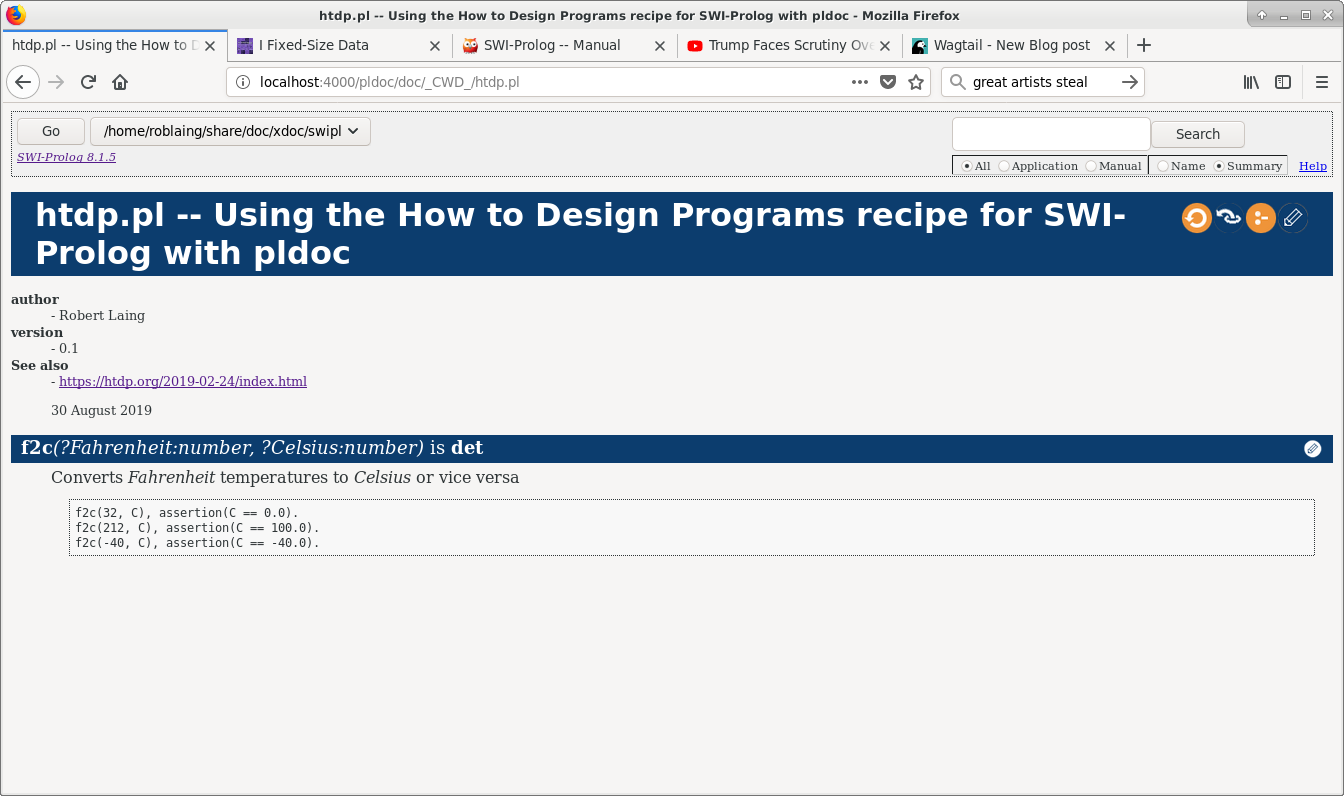 htdp.pl -- Using the How to Design Programs recipe for SWI-Prolog with pldoc - Mozilla Firefox
htdp.pl -- Using the How to D
I Fixed-Size Data
SWI-Prolog -- Manual
Trump Faces Scrutiny Ove
Wagtail - New Blog post
localhost:4000/pldoc/doc/_CWD_/htdp.pl
great artists steal
Go
/home/roblaing/share/doc/xdoc/swipl
Search
SWI-Prolog 8.1.5
All Application Manual Name Summary Help
htdp.pl -- Using the How to Design Programs recipe for SWI-
Prolog with pldoc
author
- Robert Laing
version
- 0.1
See also
- https://htdp.org/2019-02-24/index.html
30 August 2019
f2c(?Fahrenheit:number, ?Celsius:number) is det
Converts Fahrenheit temperatures to Celsius or vice versa
f2c(32, C), assertion(C == 0.0).
f2c(212, C), assertion(C == 100.0).
f2c(-40, C), assertion(C == -40.0).